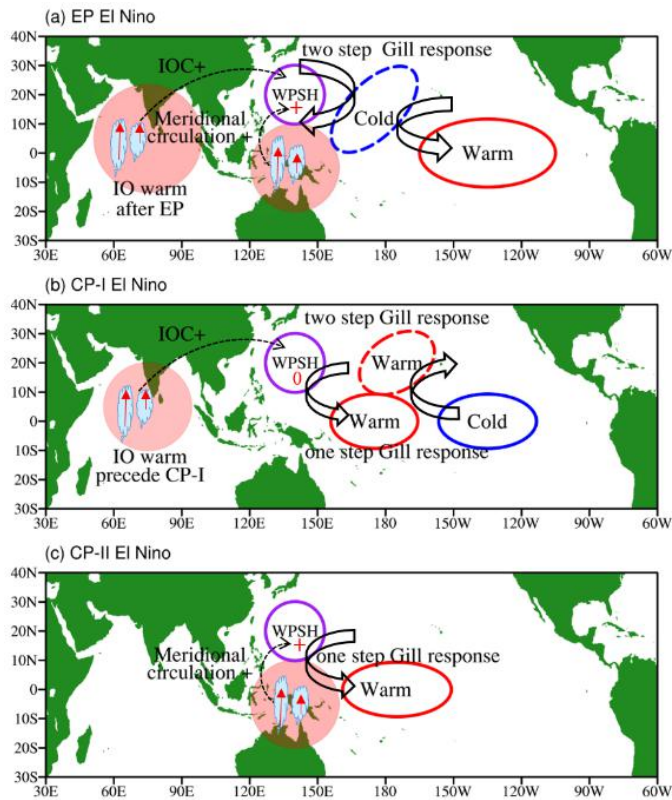 (a) EP El Nino
40N
30N
20N
10N
0
10S
20S
30S
30E
60E
90E
120E
150E
180
150W
120W
90W
60W
two step Gill response
IOC+
WPSH
+
Meridional
circulation +
Cold
Warm
IO warm
after EP
(b) CP-I El Nino
40N
30N
20N
10N
0
10S
20S
30S
30E
60E
90E
120E
150E
180
150W
120W
90W
60W
two step Gill response
IOC+
WPSH
0
Warm
Warm
Cold
one step Gill response
IO warm
precede CP-I
(c) CP-II El Nino
40N
30N
20N
10N
0
10S
20S
30S
30E
60E
90E
120E
150E
180
150W
120W
90W
60W
WPSH
+
one step Gill response
Meridional
circulation +
Warm